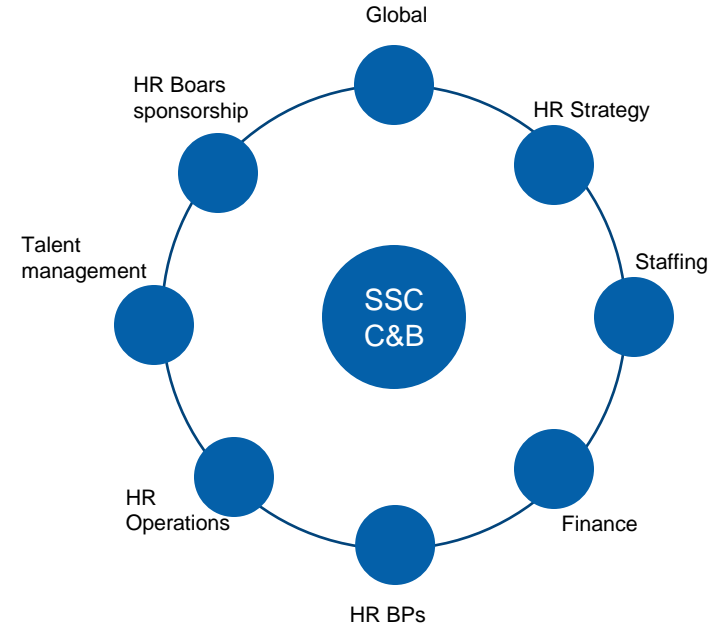 Global
HR Boars
sponsorship
HR Strategy
Talent
management
Staffing
SSC
C&B
HR
Operations
Finance
HR BPs